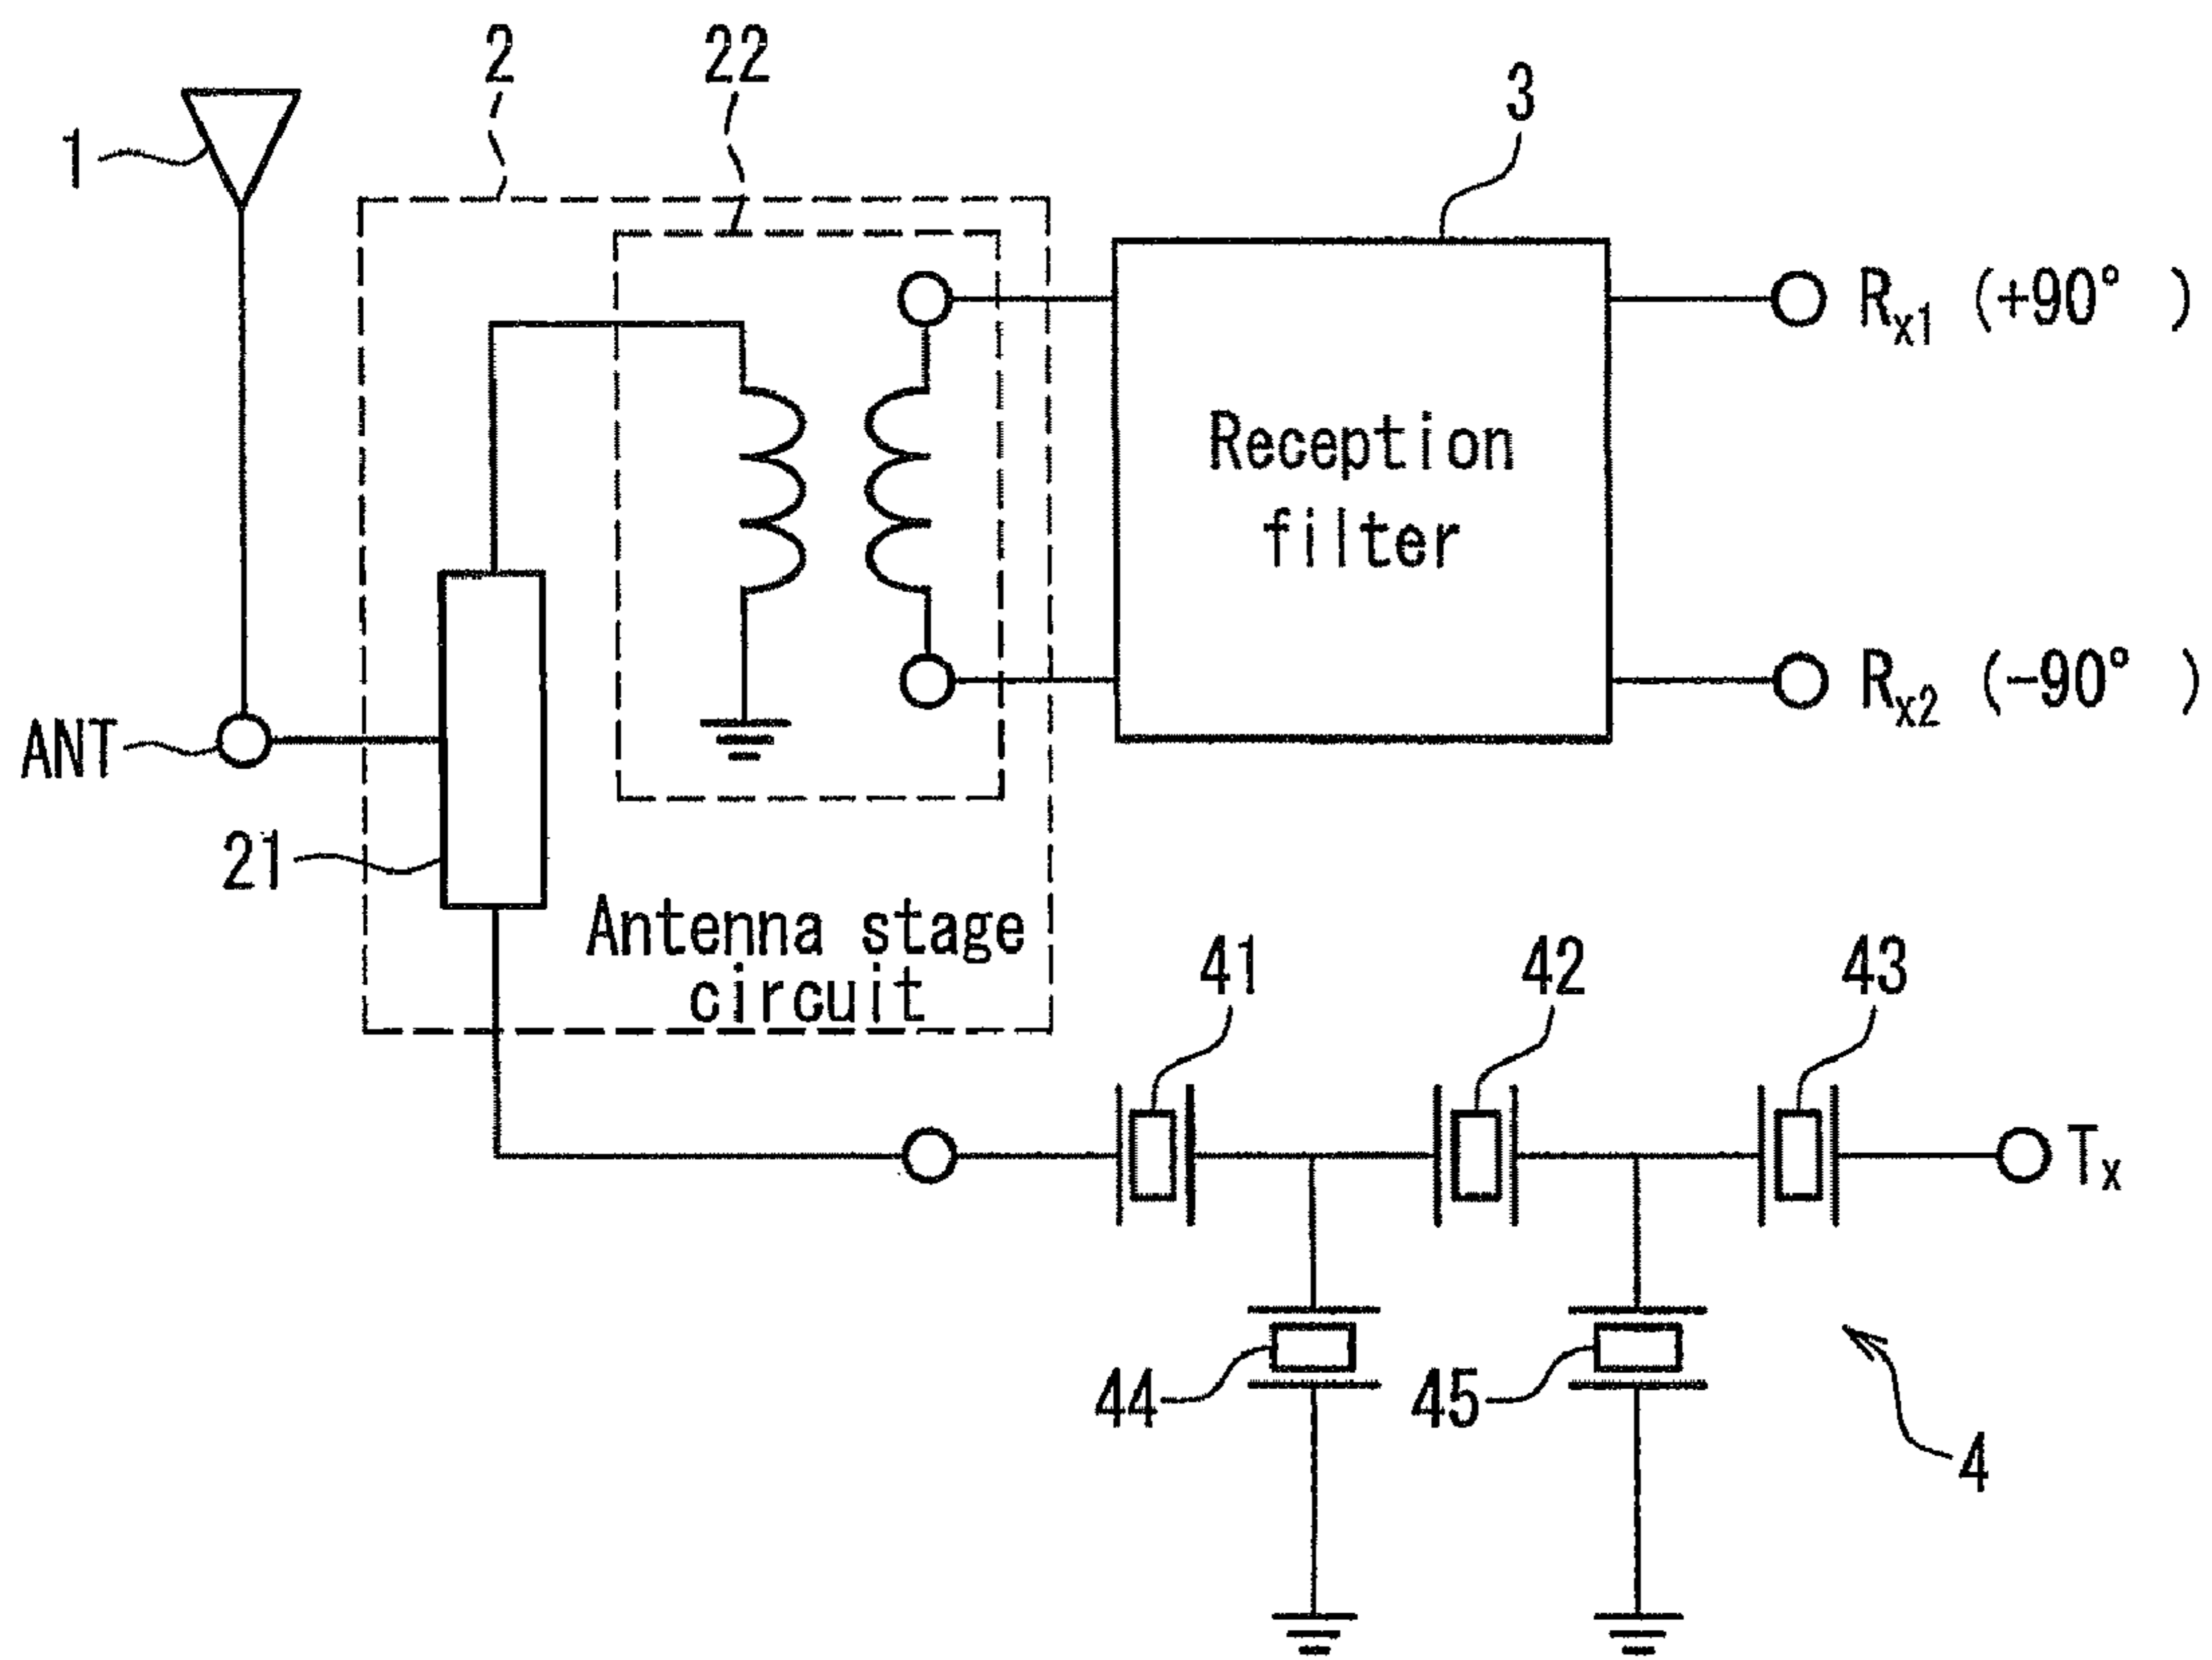 2
22
3
1
Rx1 (+90° )
Reception
filter
Rx2 (-90° )
ANT
21
Antenna stage
circuit
41
42
43
Tx
44
45
4